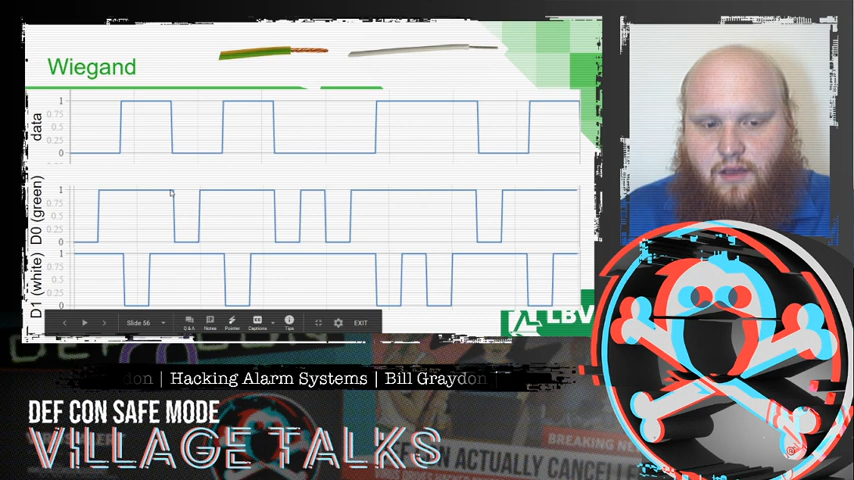 Wiegand
data
1
0.75
0.5
0.25
0
D0 (green)
1
0.75
0.5
0.25
0
D1 (white)
1
0.75
0.5
0.25
0
Slide 56
Q & A
Notes
Pointer
Captions
Tips
EXIT
LBV
don | Hacking Alarm Systems | Bill Graydon
DEF CON SAFE MODE
VILLAGE TALKS
BREAKING NE
ACTUALLY CANCELLE